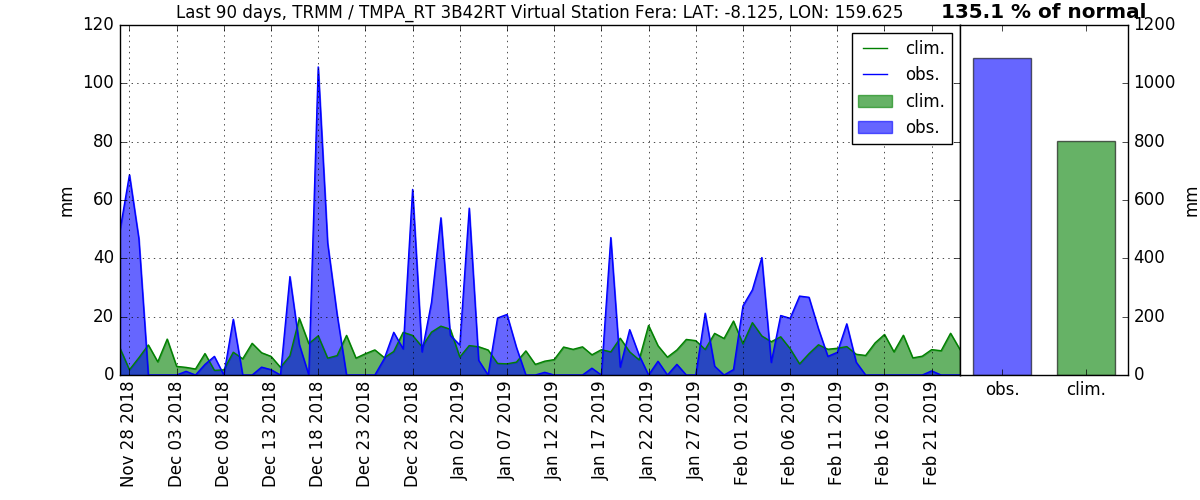 Last 90 days, TRMM / TMPA_RT 3B42RT Virtual Station Fera: LAT: -8.125, LON: 159.625
135.1 % of normal
120
100
80
60
40
20
0
mm
clim.
obs.
clim.
obs.
1200
1000
800
600
400
200
0
mm
Nov 28 2018
Dec 03 2018
Dec 08 2018
Dec 13 2018
Dec 18 2018
Dec 23 2018
Dec 28 2018
Jan 02 2019
Jan 07 2019
Jan 12 2019
Jan 17 2019
Jan 22 2019
Jan 27 2019
Feb 01 2019
Feb 06 2019
Feb 11 2019
Feb 16 2019
Feb 21 2019
obs.
clim.